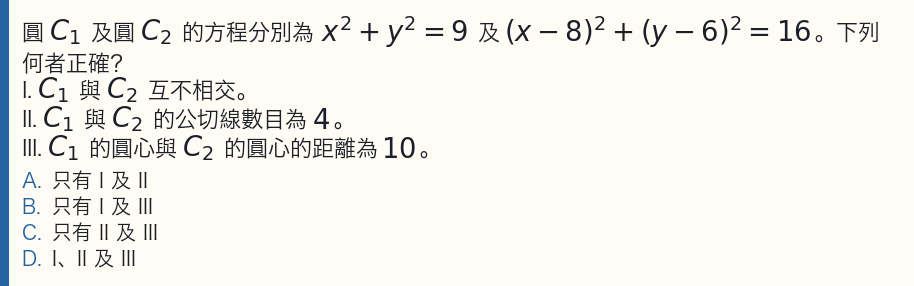 圓 C₁ 及圓 C₂ 的方程分別為 x² + y² = 9 及 (x − 8)² + (y − 6)² = 16。下列
何者正確?
I. C₁ 與 C₂ 互不相交。
II. C₁ 與 C₂ 的公切線數目為 4。
III. C₁ 的圓心與 C₂ 的圓心的距離為 10。
A. 只有 I 及 II
B. 只有 I 及 III
C. 只有 II 及 III
D. I、II 及 III